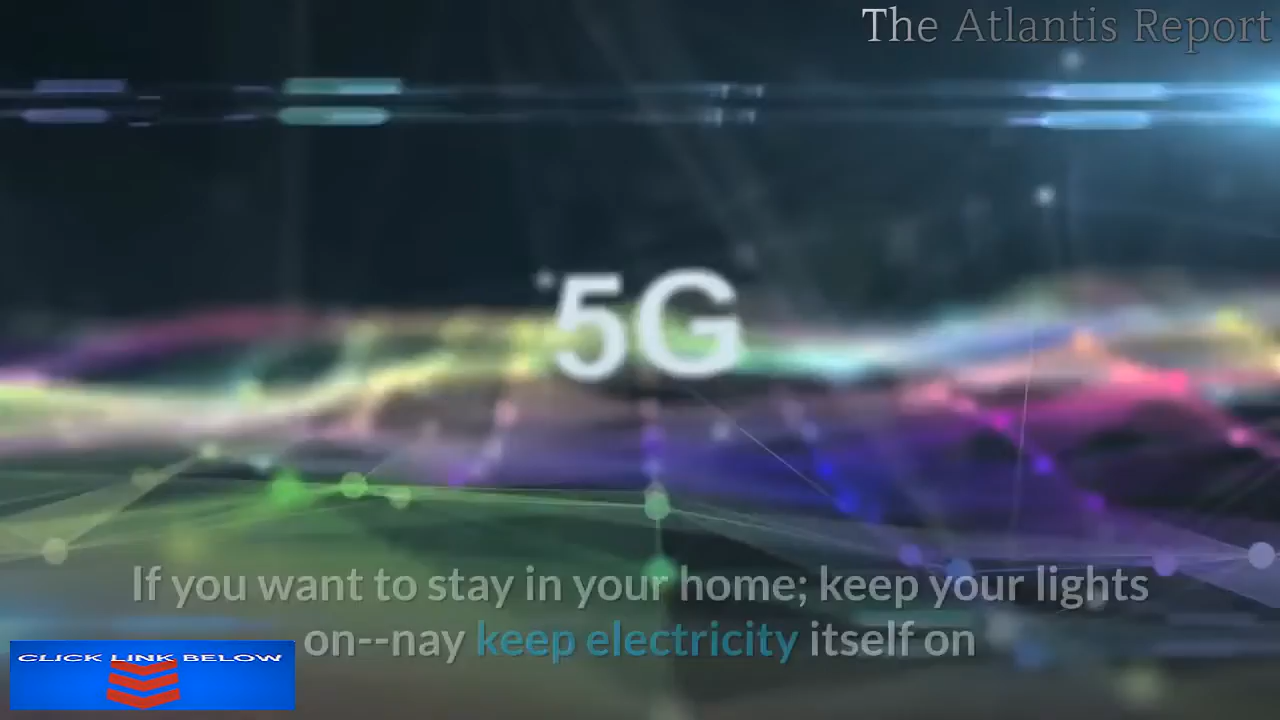 The Atlantis Report
5G
If you want to stay in your home; keep your lights
on--nay keep electricity itself on
CLICK LINK BELOW